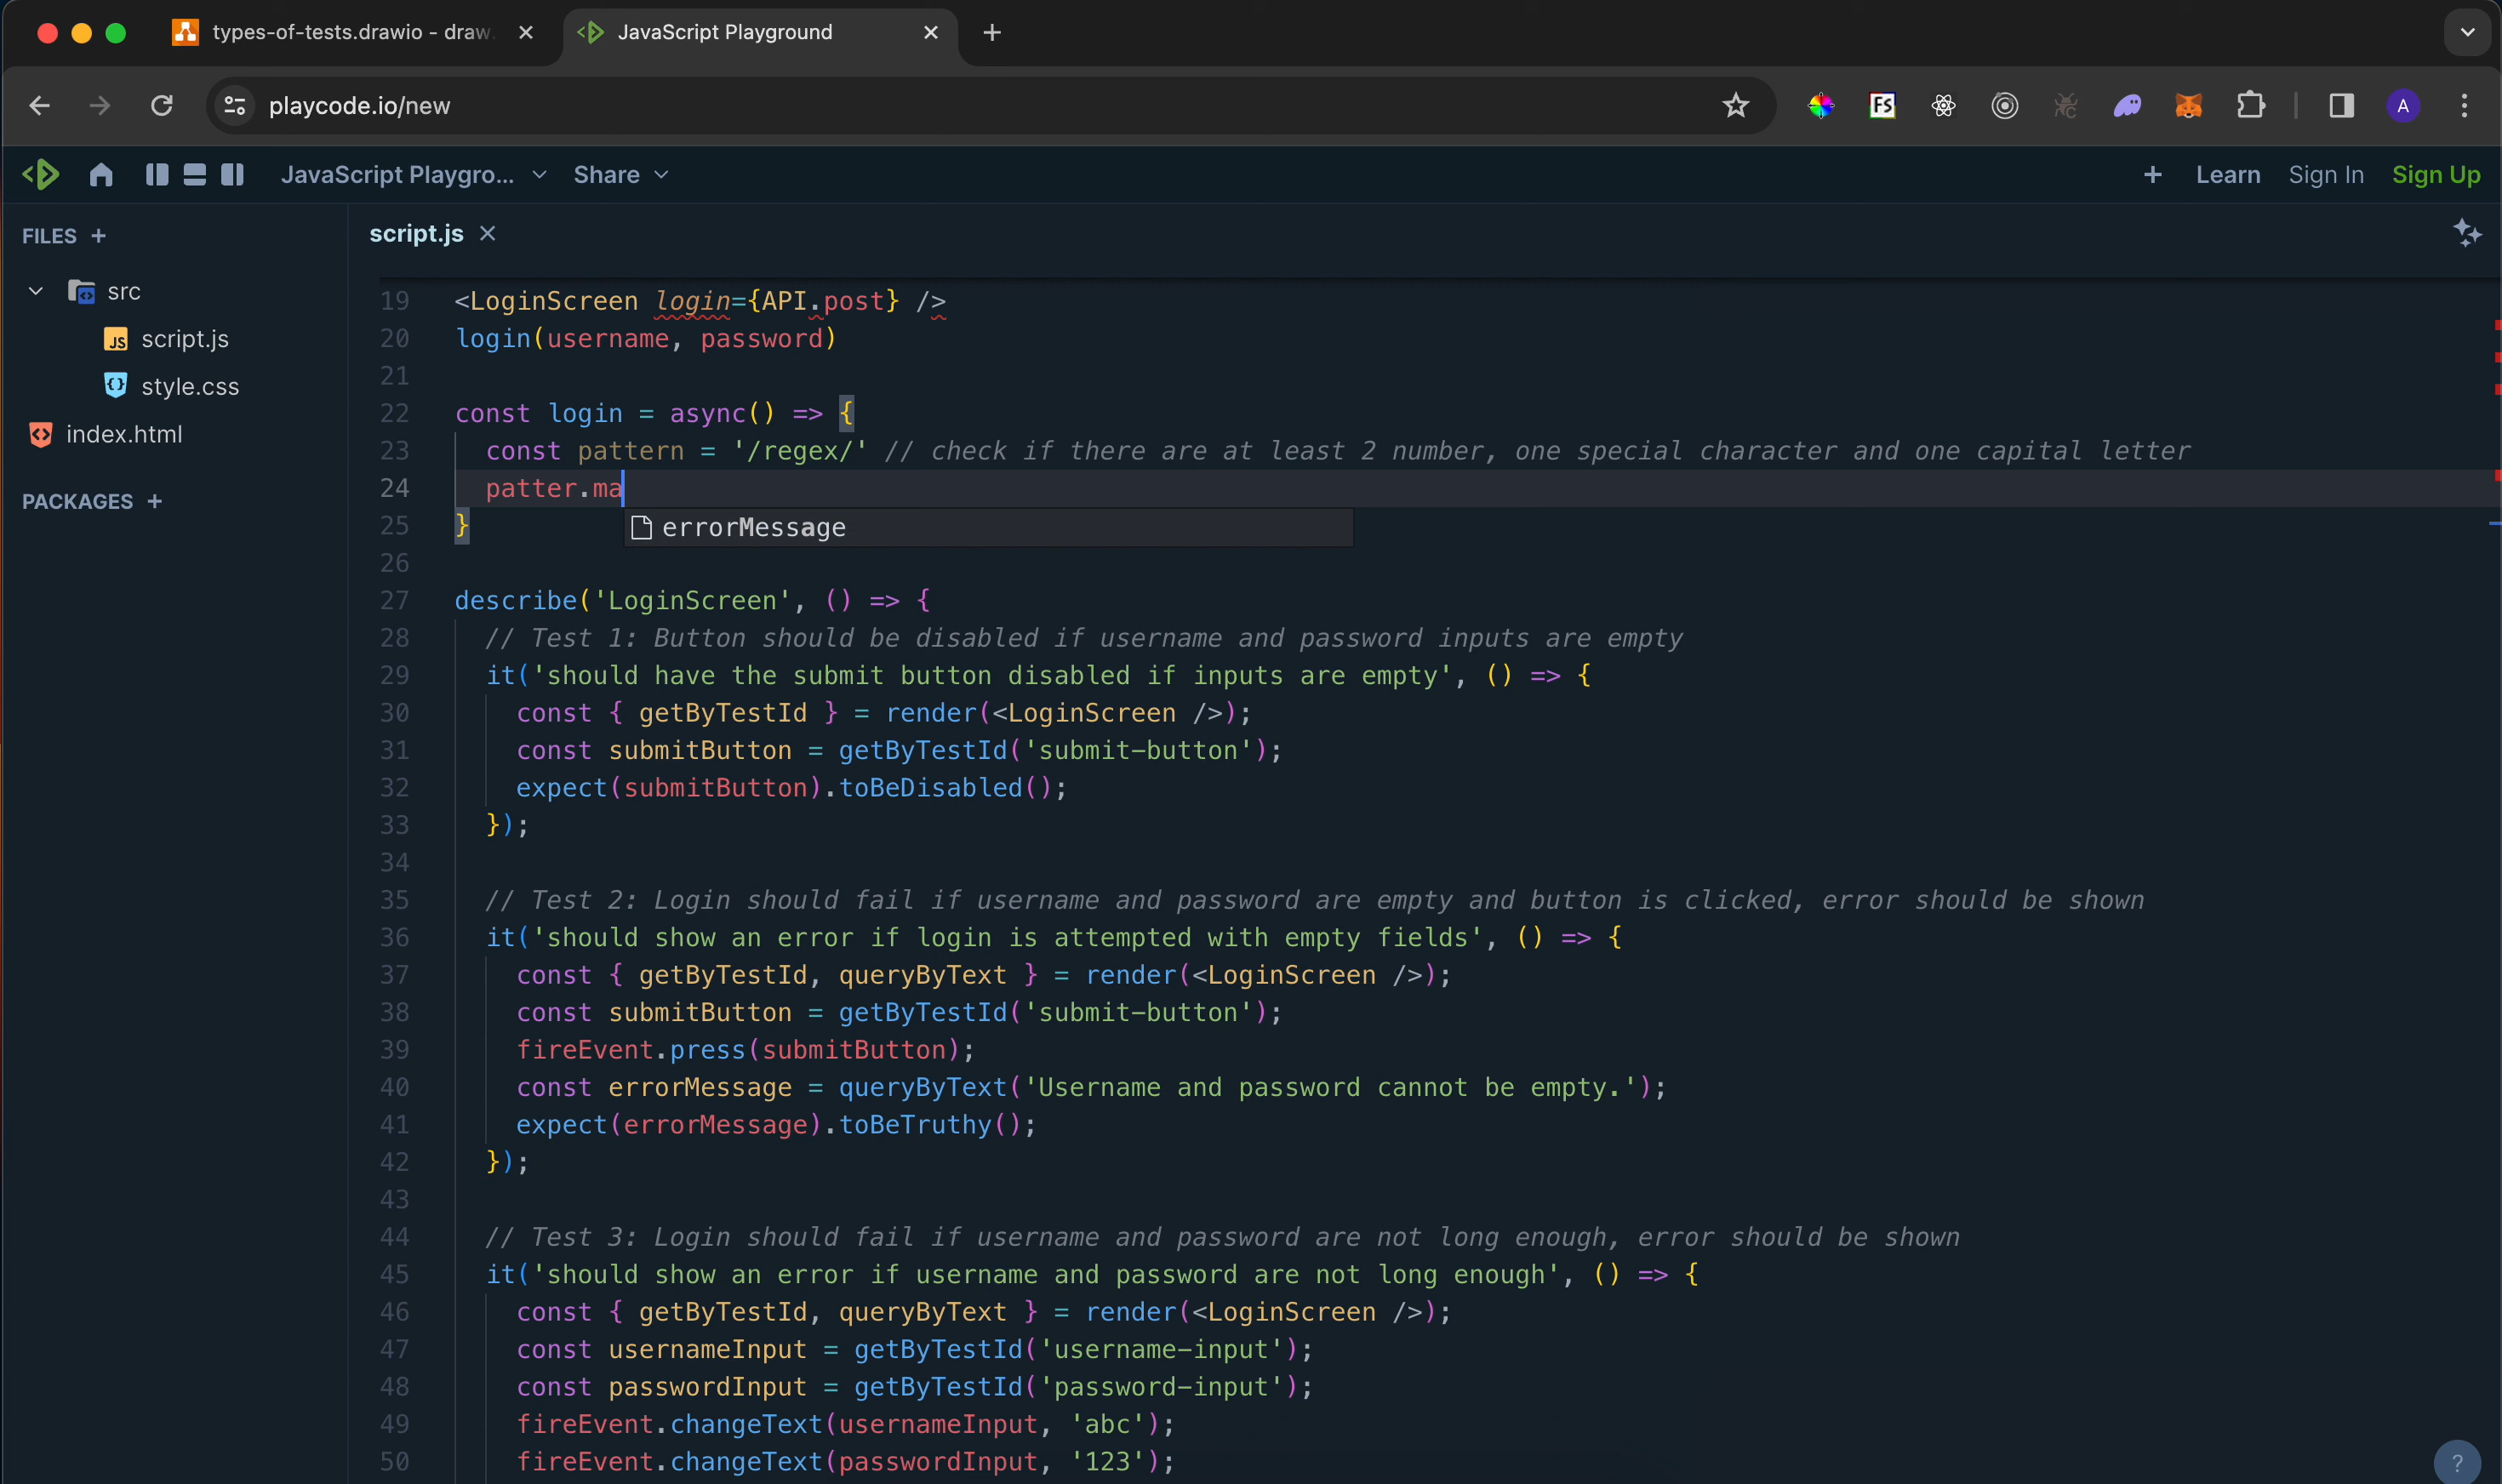 types-of-tests.drawio - draw.
JavaScript Playground
playcode.io/new
FS
A
JavaScript Playgro...
Share
Learn
Sign In
Sign Up
FILES
script.js
src
JS
script.js
style.css
index.html
PACKAGES
19 <LoginScreen login={API.post} />
20 login(username, password)
21
22 const login = async() => {
23 const pattern = '/regex/' // check if there are at least 2 number, one special character and one capital letter
24 patter.ma
25 }
errorMessage
26
27 describe('LoginScreen', () => {
28 // Test 1: Button should be disabled if username and password inputs are empty
29 it('should have the submit button disabled if inputs are empty', () => {
30 const { getByTestId } = render(<LoginScreen />);
31 const submitButton = getByTestId('submit-button');
32 expect(submitButton).toBeDisabled();
33 });
34
35 // Test 2: Login should fail if username and password are empty and button is clicked, error should be shown
36 it('should show an error if login is attempted with empty fields', () => {
37 const { getByTestId, queryByText } = render(<LoginScreen />);
38 const submitButton = getByTestId('submit-button');
39 fireEvent.press(submitButton);
40 const errorMessage = queryByText('Username and password cannot be empty.');
41 expect(errorMessage).toBeTruthy();
42 });
43
44 // Test 3: Login should fail if username and password are not long enough, error should be shown
45 it('should show an error if username and password are not long enough', () => {
46 const { getByTestId, queryByText } = render(<LoginScreen />);
47 const usernameInput = getByTestId('username-input');
48 const passwordInput = getByTestId('password-input');
49 fireEvent.changeText(usernameInput, 'abc');
50 fireEvent.changeText(passwordInput, '123');
?